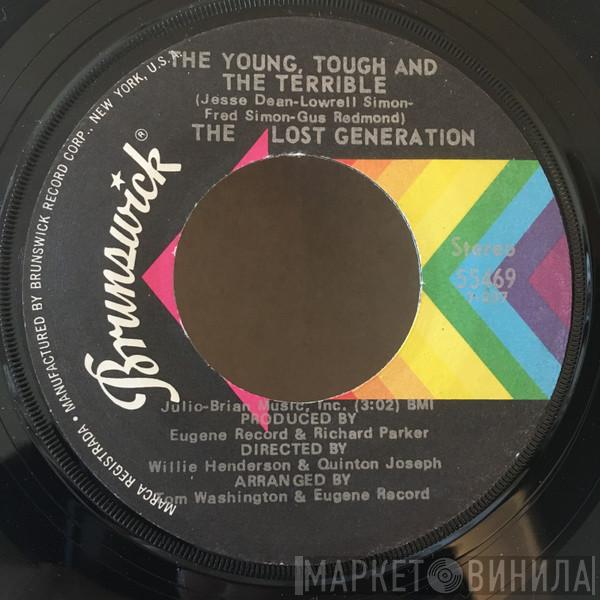 THE YOUNG, TOUGH AND
THE TERRIBLE
(Jesse Dean-Lowrell Simon-
Fred Simon-Gus Redmond)
THE LOST GENERATION
Brunswick®
MARCA REGISTRADA • MANUFACTURED BY BRUNSWICK RECORD CORP., NEW YORK, U.S.A.
Stereo
55469
Julio-Brian Music, Inc. (3:02) BMI
PRODUCED BY
Eugene Record & Richard Parker
DIRECTED BY
Willie Henderson & Quinton Joseph
ARRANGED BY
Tom Washington & Eugene Record
МАРКЕТ ВИНИЛА